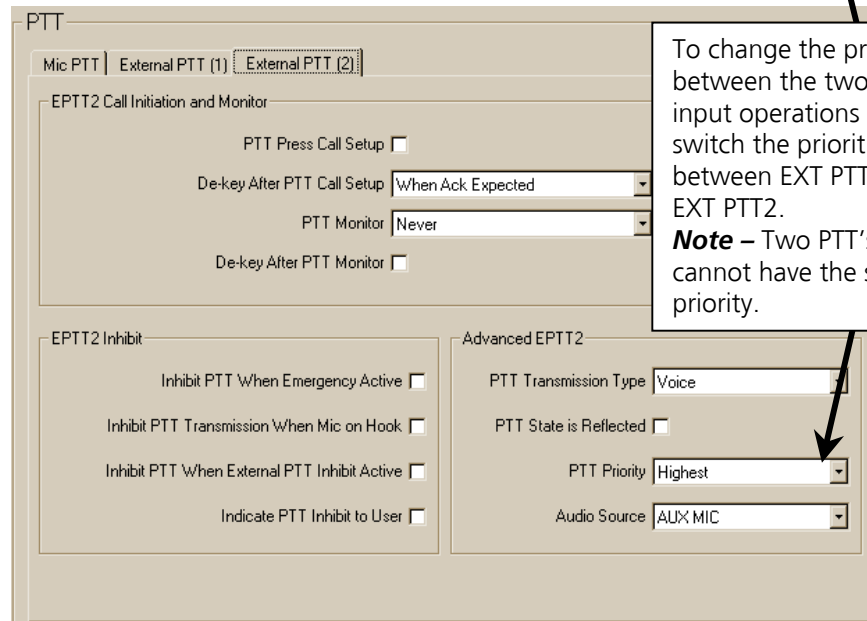 PTT
Mic PTT External PTT (1) External PTT (2)
EPTT2 Call Initiation and Monitor
PTT Press Call Setup
De-key After PTT Call Setup When Ack Expected
PTT Monitor Never
De-key After PTT Monitor
To change the
between the two
input operations
switch the
between EXT
EXT PTT2.
Note – Two PTT's
cannot have the
priority.
EPTT2 Inhibit
Inhibit PTT When Emergency Active
Inhibit PTT Transmission When Mic on Hook
Inhibit PTT When External PTT Inhibit Active
Indicate PTT Inhibit to User
Advanced EPTT2
PTT Transmission Type Voice
PTT State is Reflected
PTT Priority Highest
Audio Source AUX MIC